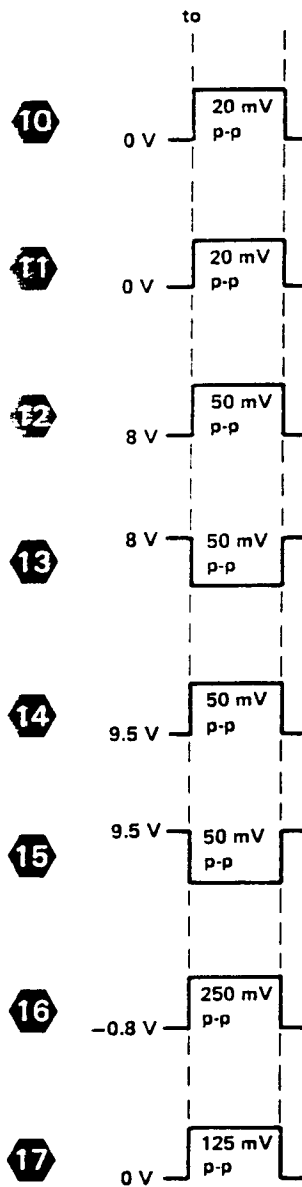 to
10
20 mV
0 V
p-p
11
20 mV
0 V
p-p
12
50 mV
8 V
p-p
8 V
50 mV
13
p-p
14
50 mV
9.5 V
p-p
9.5 V
50 mV
15
p-p
16
250 mV
−0.8 V
p-p
17
125 mV
0 V
p-p